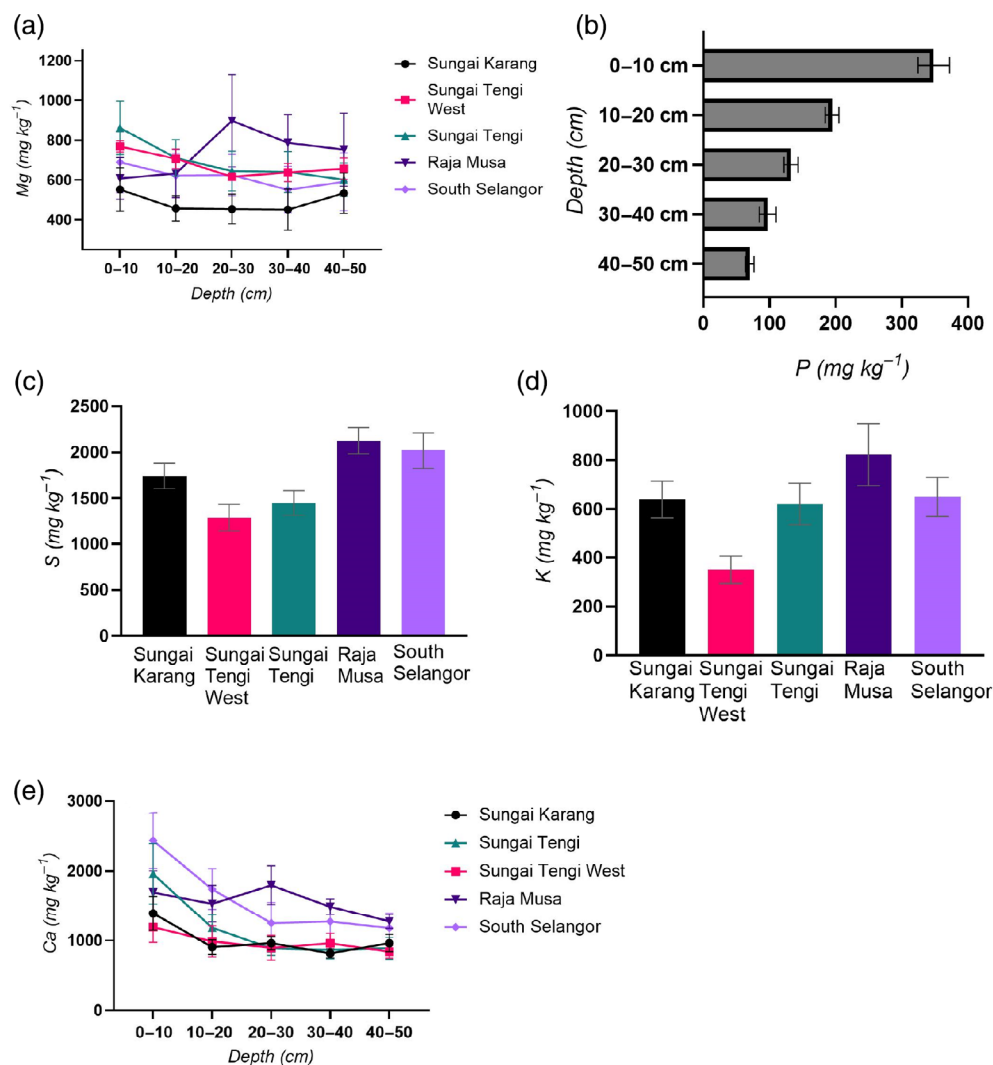 (a)
1200
1000
800
600
400
Mg (mg kg⁻¹)
0–10 10–20 20–30 30–40 40–50
Depth (cm)
Sungai Karang
Sungai Tengi
West
Sungai Tengi
Raja Musa
South Selangor
(b)
Depth (cm)
0–10 cm
10–20 cm
20–30 cm
30–40 cm
40–50 cm
0 100 200 300 400
P (mg kg⁻¹)
(c)
2500
2000
1500
1000
500
0
S (mg kg⁻¹)
Sungai
Karang
Sungai
Tengi
West
Sungai
Tengi
Raja
Musa
South
Selangor
(d)
1000
800
600
400
200
0
K (mg kg⁻¹)
Sungai
Karang
Sungai
Tengi
West
Sungai
Tengi
Raja
Musa
South
Selangor
(e)
3000
2000
1000
0
Ca (mg kg⁻¹)
0–10 10–20 20–30 30–40 40–50
Depth (cm)
Sungai Karang
Sungai Tengi
Sungai Tengi West
Raja Musa
South Selangor